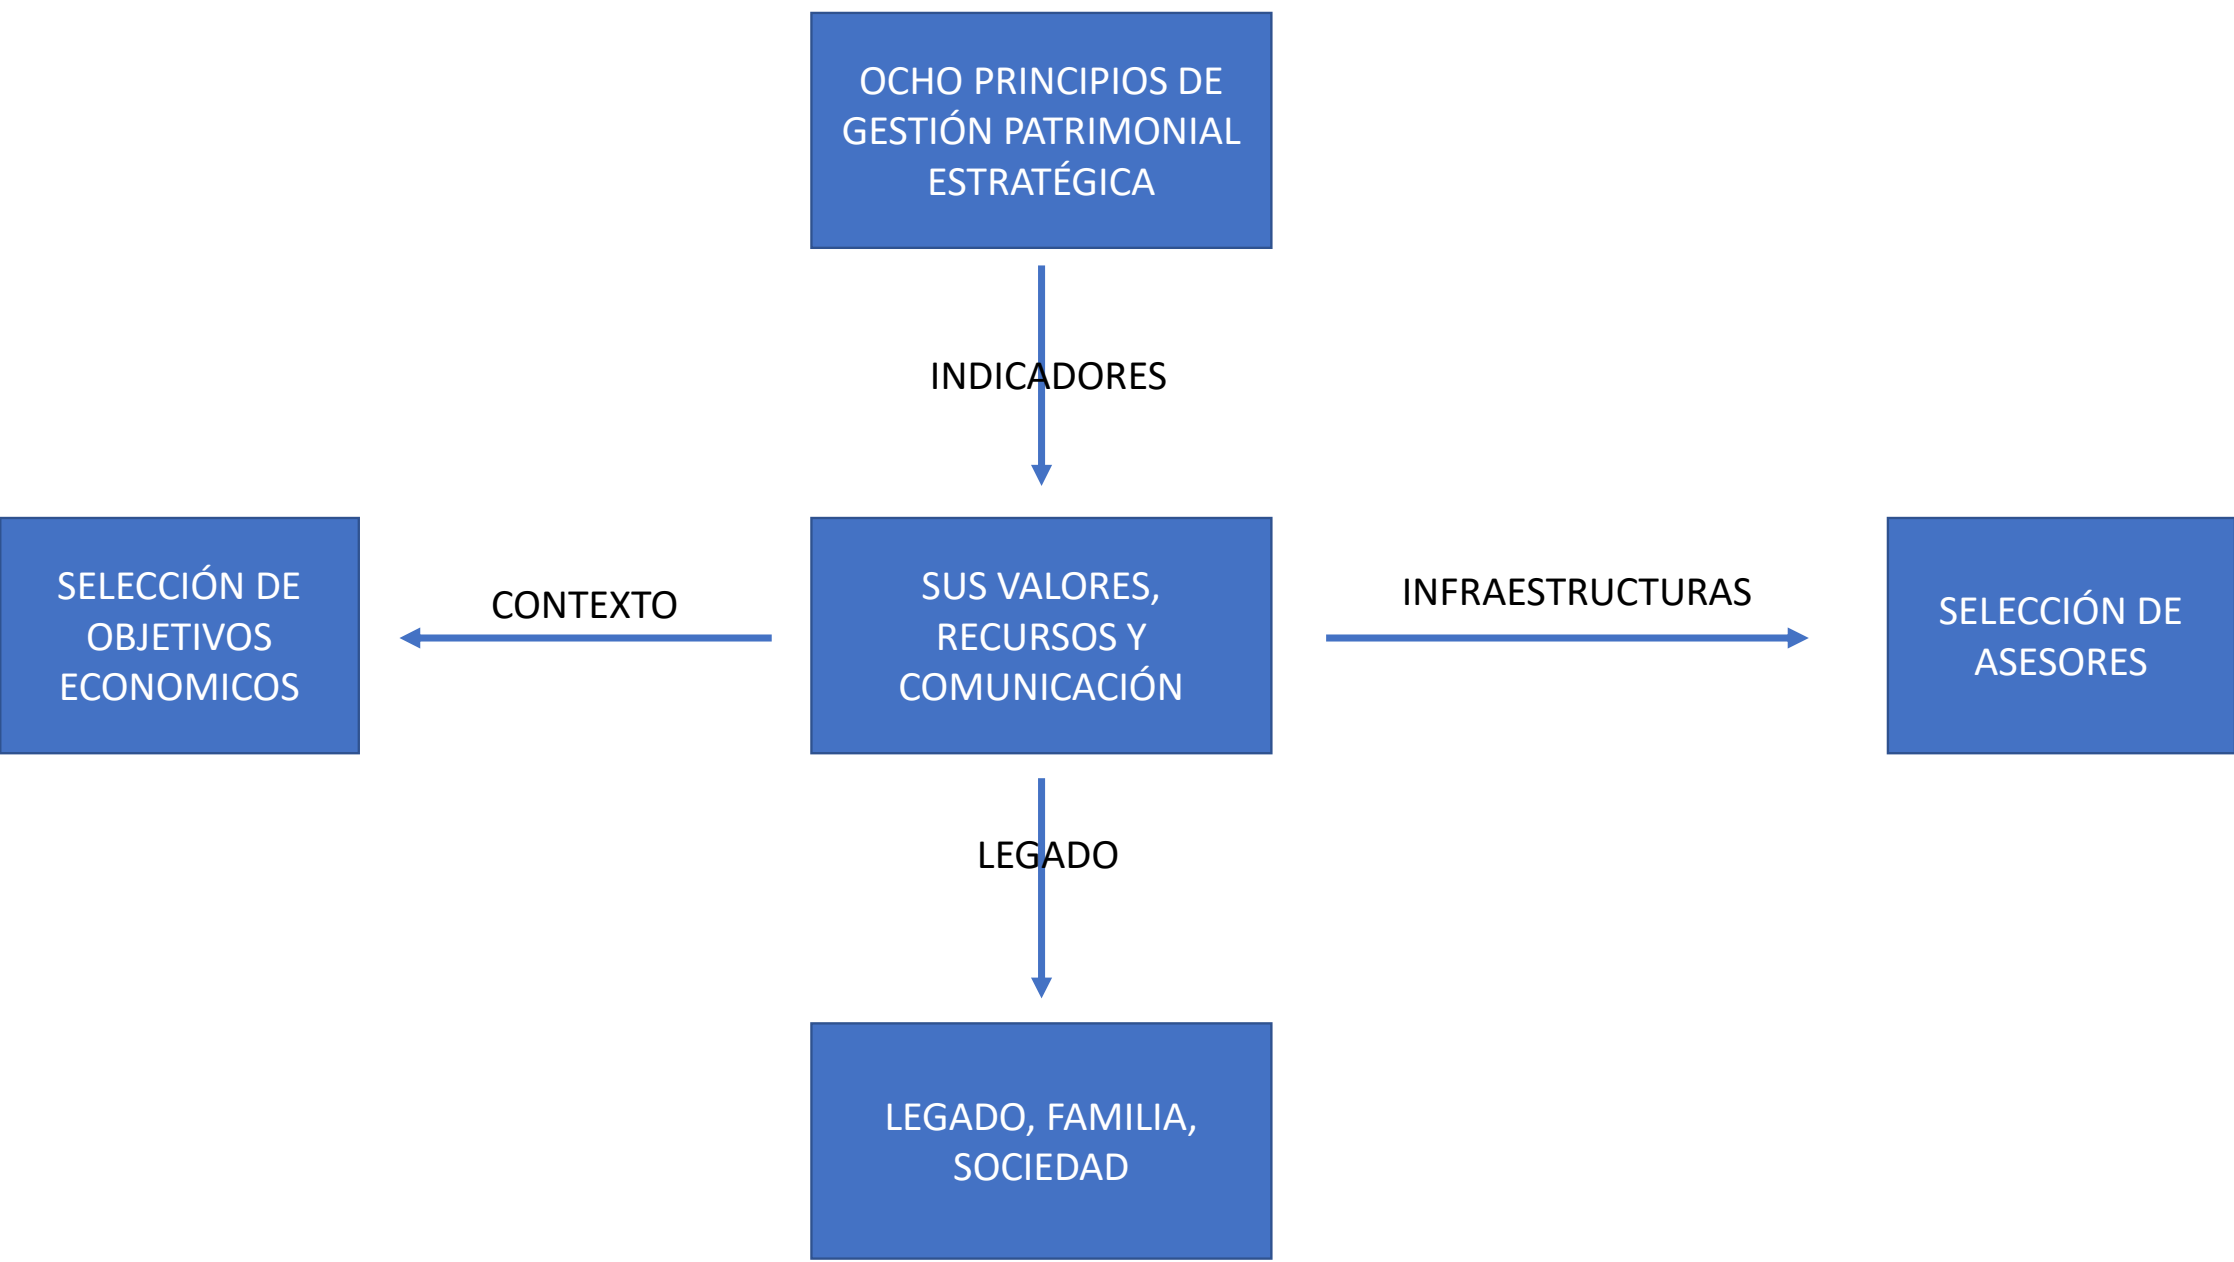 OCHO PRINCIPIOS DE
GESTIÓN PATRIMONIAL
ESTRATÉGICA
INDICADORES
SELECCIÓN DE
OBJETIVOS
ECONOMICOS
CONTEXTO
SUS VALORES,
RECURSOS Y
COMUNICACIÓN
INFRAESTRUCTURAS
SELECCIÓN DE
ASESORES
LEGADO
LEGADO, FAMILIA,
SOCIEDAD